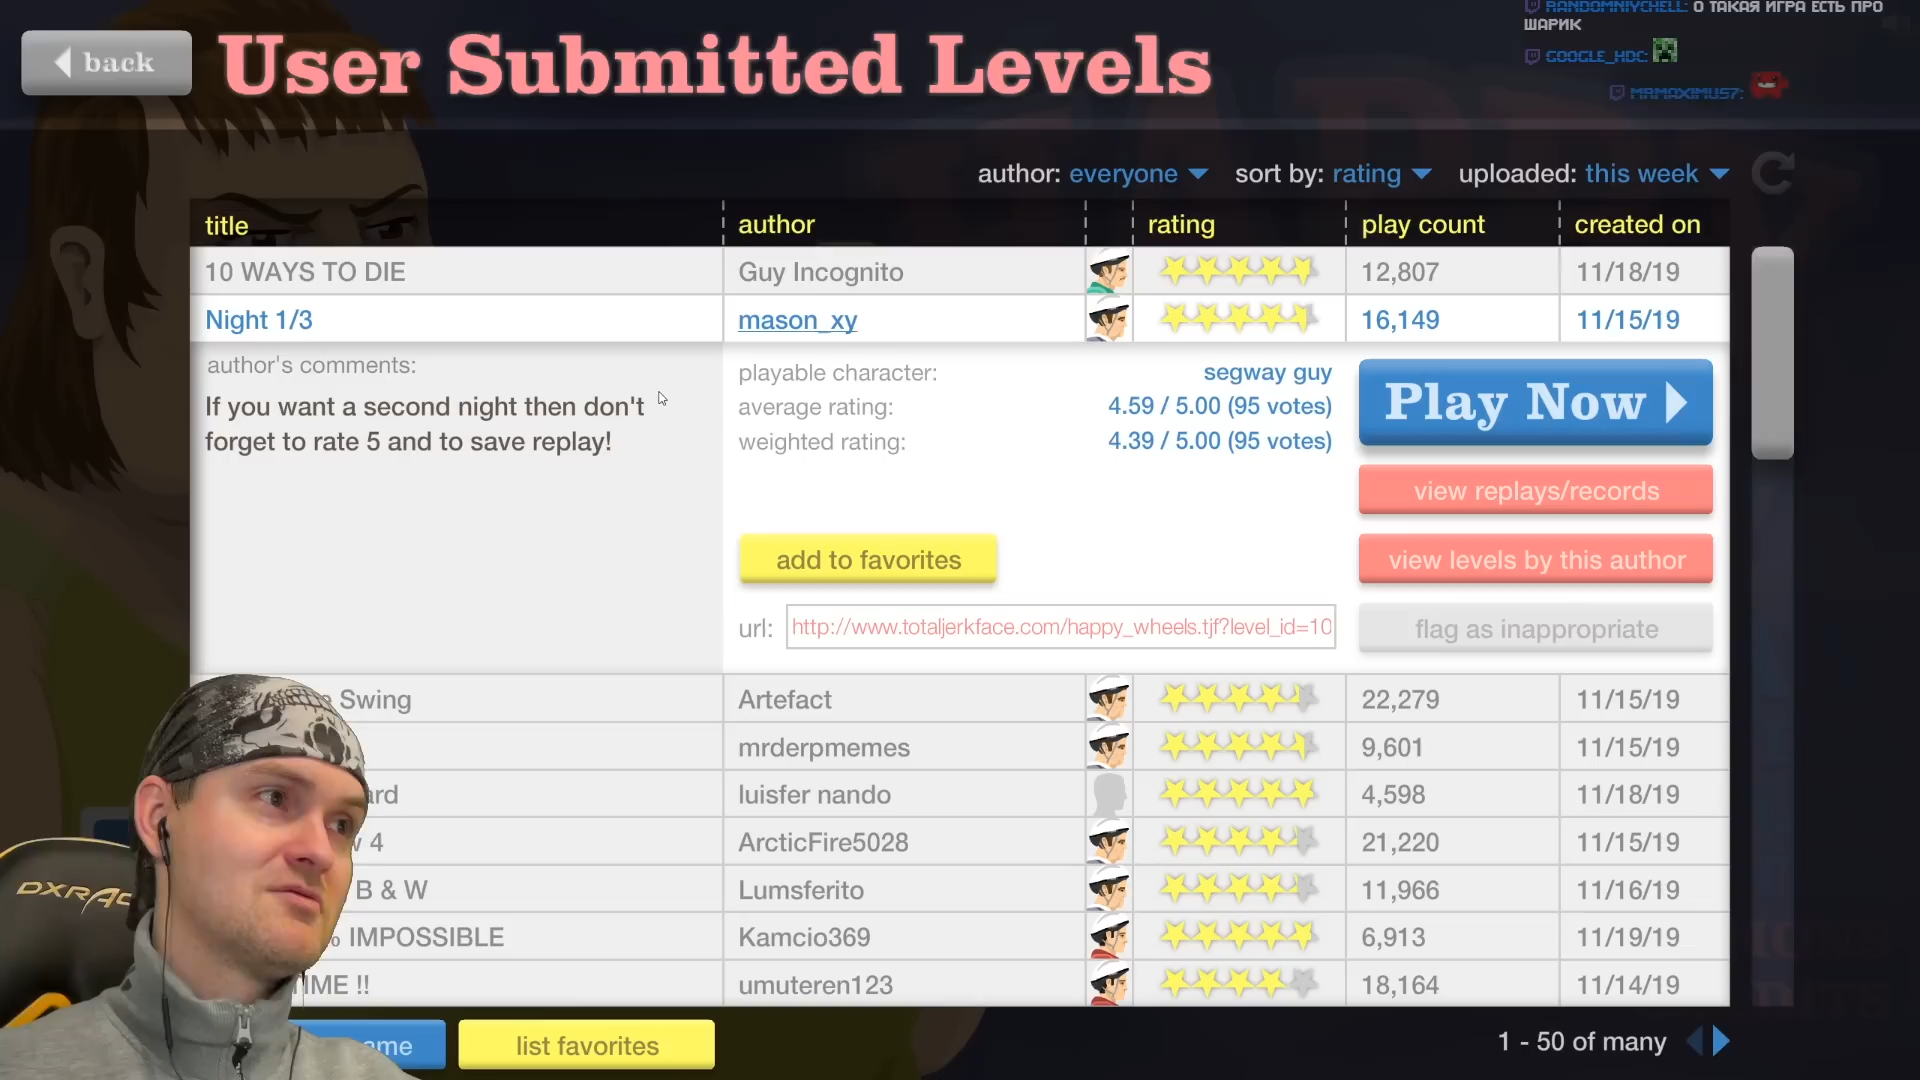 back
User Submitted Levels
RANDOMNIYCHELL: О ТАКАЯ ИГРА ЕСТЬ ПРО
ШАРИК
GOOGLE_HDC:
MAMAXIMUS7:
author: everyone sort by: rating uploaded: this week
title author rating play count created on
10 WAYS TO DIE Guy Incognito 12,807 11/18/19
Night 1/3 mason_xy 16,149 11/15/19
author's comments:
If you want a second night then don't
forget to rate 5 and to save replay!
playable character: segway guy
average rating: 4.59 / 5.00 (95 votes)
weighted rating: 4.39 / 5.00 (95 votes)
Play Now
view replays/records
add to favorites
view levels by this author
url: http://www.totaljerkface.com/happy_wheels.tjf?level_id=10
flag as inappropriate
Swing Artefact 22,279 11/15/19
mrderpmemes 9,601 11/15/19
luisfer nando 4,598 11/18/19
4 ArcticFire5028 21,220 11/15/19
B & W Lumsferito 11,966 11/16/19
% IMPOSSIBLE Kamcio369 6,913 11/19/19
TIME !! umuteren123 18,164 11/14/19
list favorites
1 - 50 of many